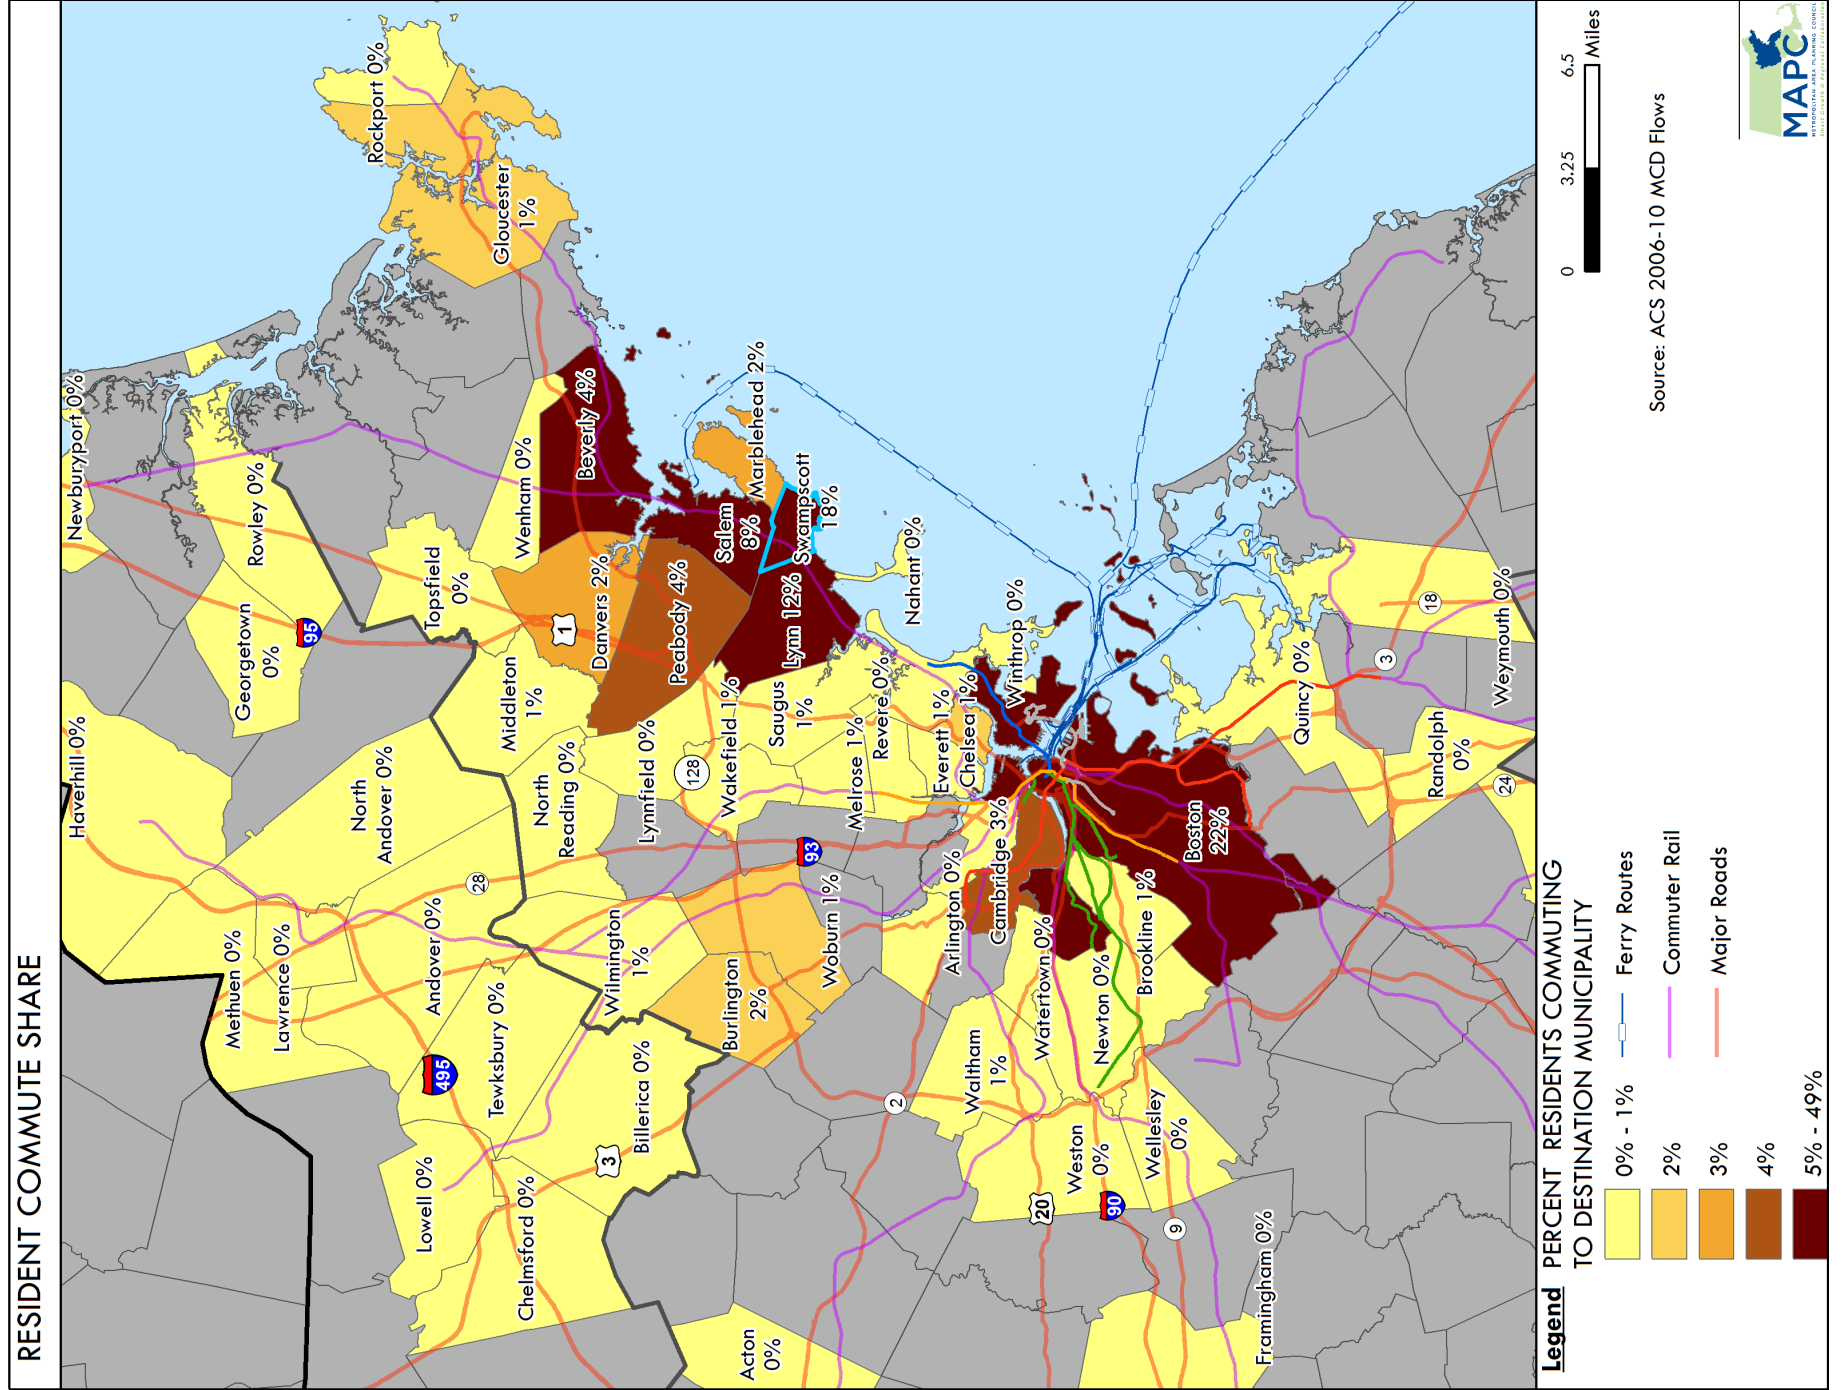 RESIDENT COMMUTE SHARE
Haverhill 0%
Newburyport 0%
Methuen 0%
Lawrence 0%
Georgetown
0%
Rowley 0%
95
North
Andover 0%
Rockport 0%
Andover 0%
28
Topsfield
0%
495
Lowell 0%
Tewksbury 0%
Middleton
1%
Wenham 0%
Gloucester
1%
Chelmsford 0%
North
Reading 0%
1
Danvers 2%
Beverly 4%
3
Billerica 0%
Wilmington
1%
Lynnfield 0%
Peabody 4%
128
Burlington
2%
Wakefield 1%
Salem
8%
Marblehead 2%
Acton
0%
Saugus
1%
Lynn 12%
Swampscott
18%
93
Woburn 1%
Melrose 1%
Revere 0%
Nahant 0%
2
Arlington 0%
Everett 1%
Chelsea 1%
Waltham
1%
Cambridge 3%
Winthrop 0%
Watertown 0%
20
Weston
0%
90
Newton 0%
Brookline 1%
Wellesley
0%
9
Boston
22%
Framingham 0%
Quincy 0%
3
18
Randolph
0%
24
Weymouth 0%
Legend
PERCENT RESIDENTS COMMUTING
TO DESTINATION MUNICIPALITY
0% - 1%
2%
3%
4%
5% - 49%
Ferry Routes
Commuter Rail
Major Roads
0 3.25 6.5
Miles
Source: ACS 2006-10 MCD Flows
MAPC
METROPOLITAN AREA PLANNING COUNCIL
Smart Growth & Regional Collaboration